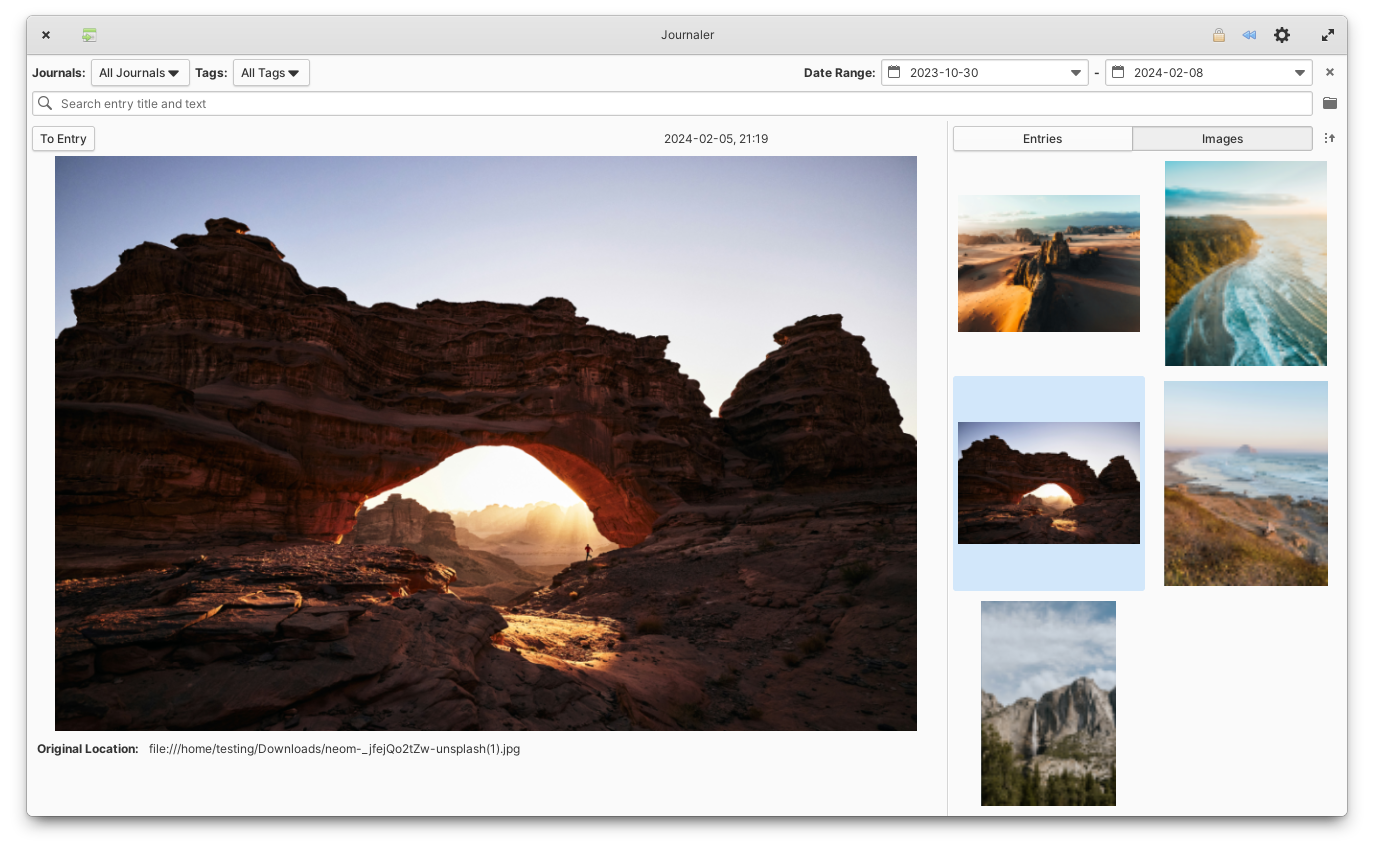 Journaler
Journals: All Journals Tags: All Tags Date Range: 2023-10-30 - 2024-02-08
Search entry title and text
To Entry 2024-02-05, 21:19 Entries Images
Original Location: file:///home/testing/Downloads/neom-_jfejQo2tZw-unsplash(1).jpg